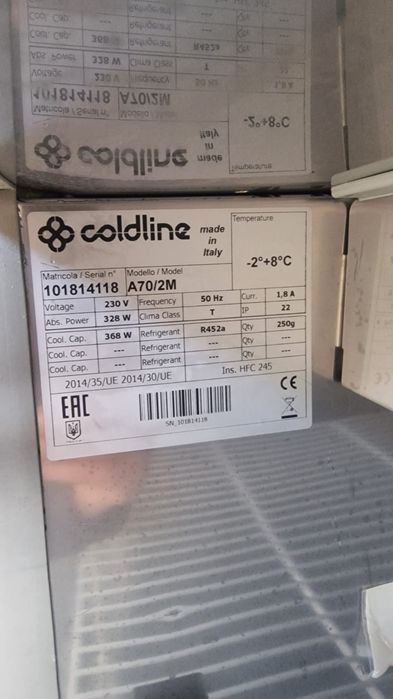 coldline
made
in
Italy
Temperature
-2°+8°C
Matricola / Serial n° Modello / Model
101814118 A70/2M
Voltage 230 V Frequency 50 Hz Curr. 1,8 A
Abs. Power 328 W Clima Class T IP 22
Cool. Cap. 368 W Refrigerant R452a Qty 250g
Cool. Cap. --- Refrigerant --- Qty ---
Cool. Cap. --- Refrigerant --- Qty ---
2014/35/UE 2014/30/UE Ins. HFC 245
EAC CE
SN_101814118